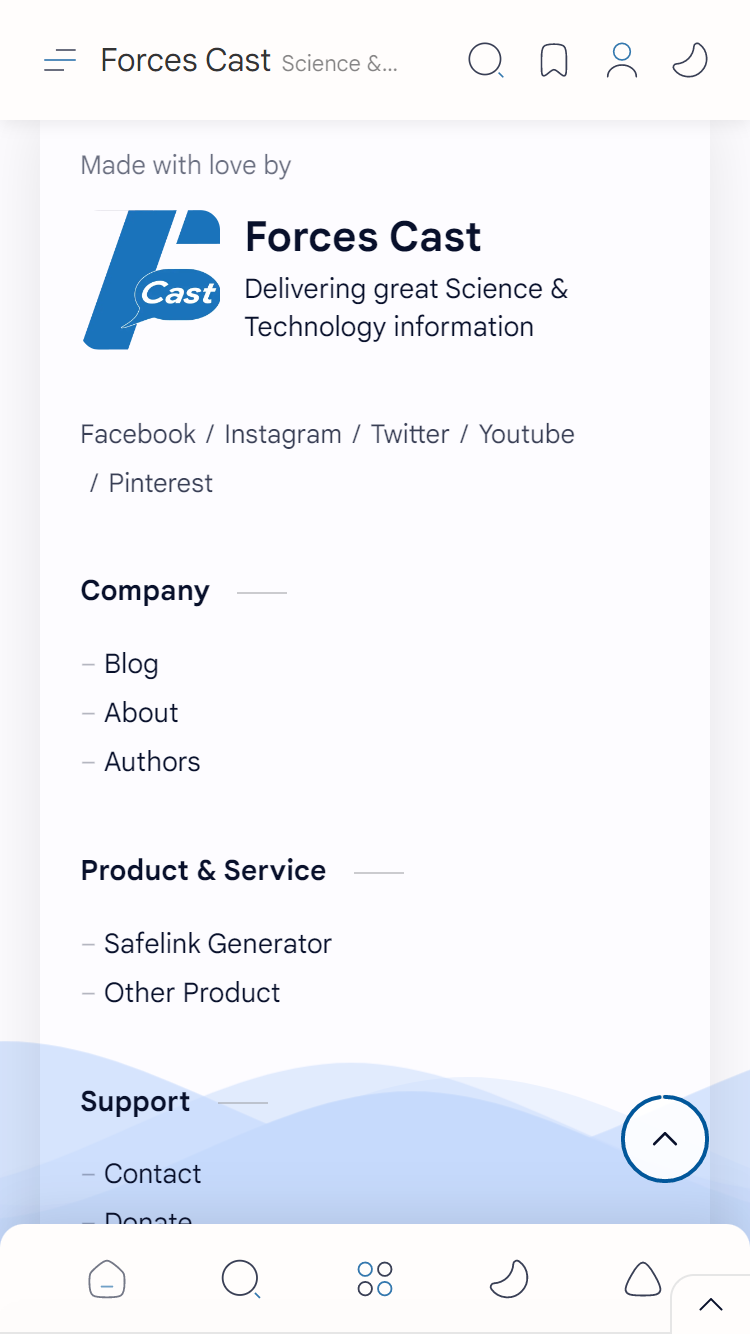 Forces Cast Science &...
Made with love by
Cast
Forces Cast
Delivering great Science &
Technology information
Facebook / Instagram / Twitter / Youtube
/ Pinterest
Company
– Blog
– About
– Authors
Product & Service
– Safelink Generator
– Other Product
Support
– Contact
– Donate